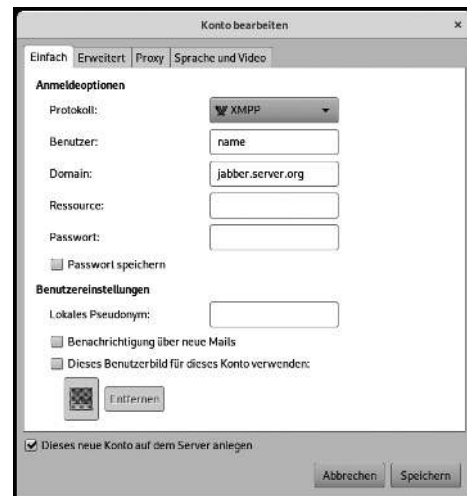 Konto bearbeiten ×
Einfach Erweitert Proxy Sprache und Video
Anmeldeoptionen
Protokoll: XMPP
Benutzer: name
Domain: jabber.server.org
Ressource:
Passwort:
Passwort speichern
Benutzereinstellungen
Lokales Pseudonym:
Benachrichtigung über neue Mails
Dieses Benutzerbild für dieses Konto verwenden:
Entfernen
Dieses neue Konto auf dem Server anlegen
Abbrechen Speichern